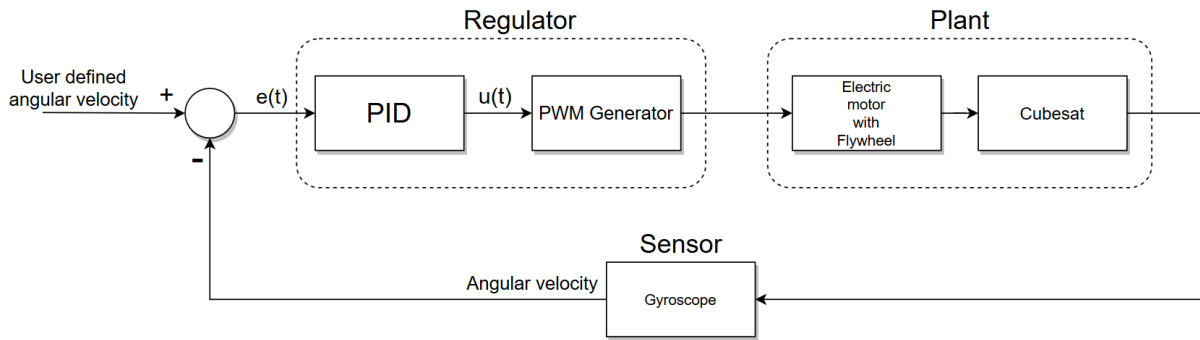 Regulator
Plant
User defined
angular velocity
+
e(t)
PID
u(t)
PWM Generator
Electric
motor
with
Flywheel
Cubesat
-
Sensor
Angular velocity
Gyroscope